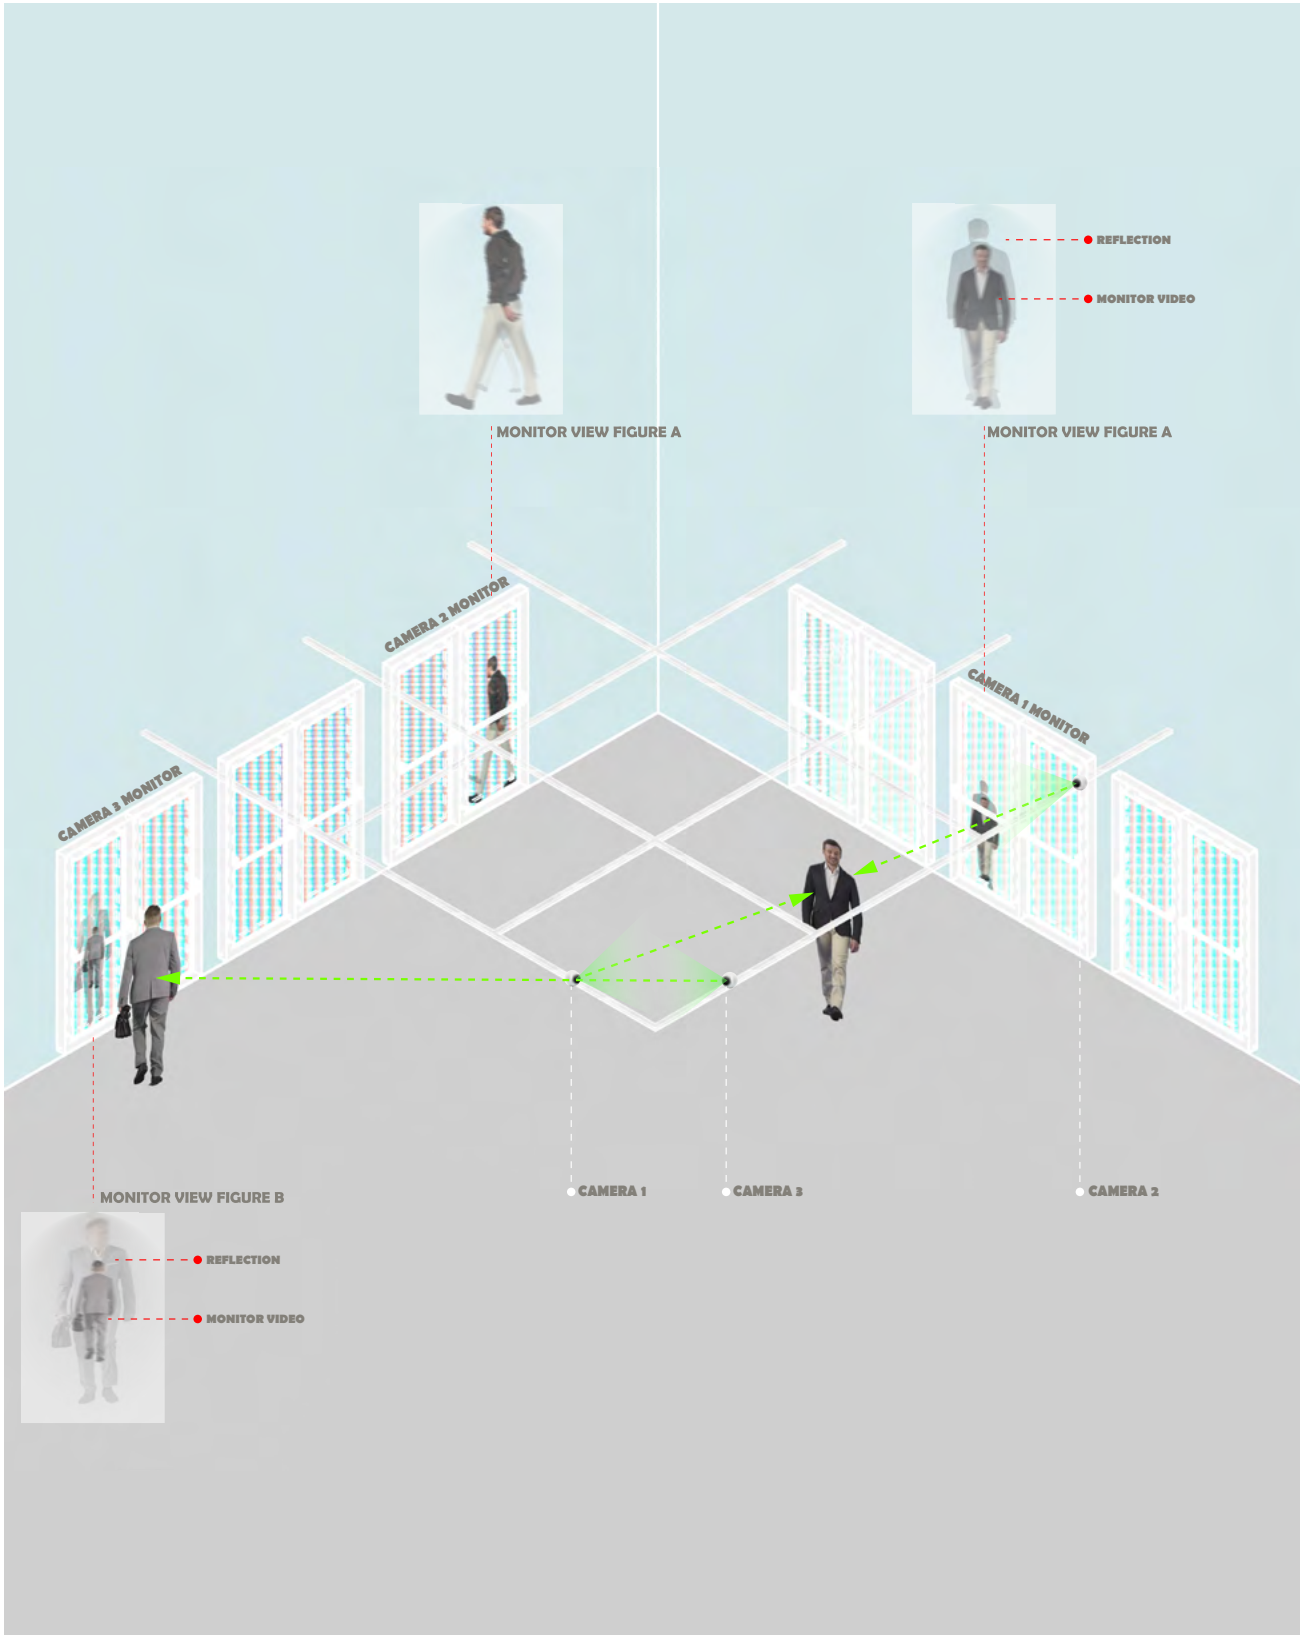 REFLECTION
MONITOR VIDEO
MONITOR VIEW FIGURE A
MONITOR VIEW FIGURE A
CAMERA 2 MONITOR
CAMERA 1 MONITOR
CAMERA 3 MONITOR
CAMERA 1
CAMERA 3
CAMERA 2
MONITOR VIEW FIGURE B
REFLECTION
MONITOR VIDEO